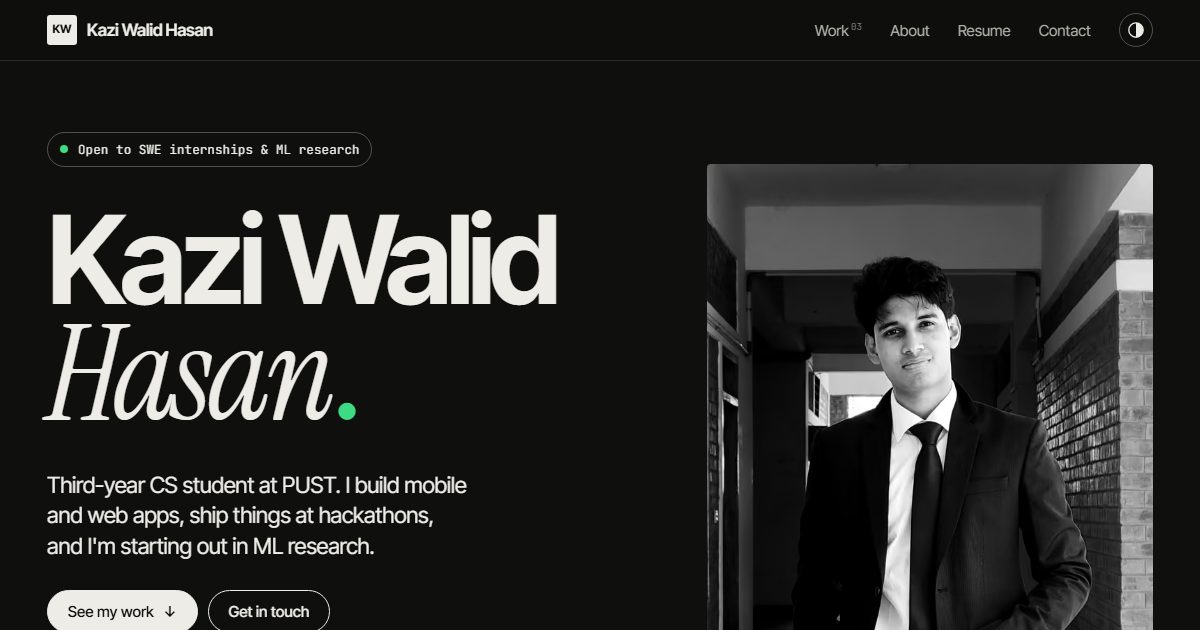 KW Kazi Walid Hasan
Work 03 About Resume Contact
Open to SWE internships & ML research
Kazi Walid
Hasan.
Third-year CS student at PUST. I build mobile
and web apps, ship things at hackathons,
and I'm starting out in ML research.
See my work ↓ Get in touch